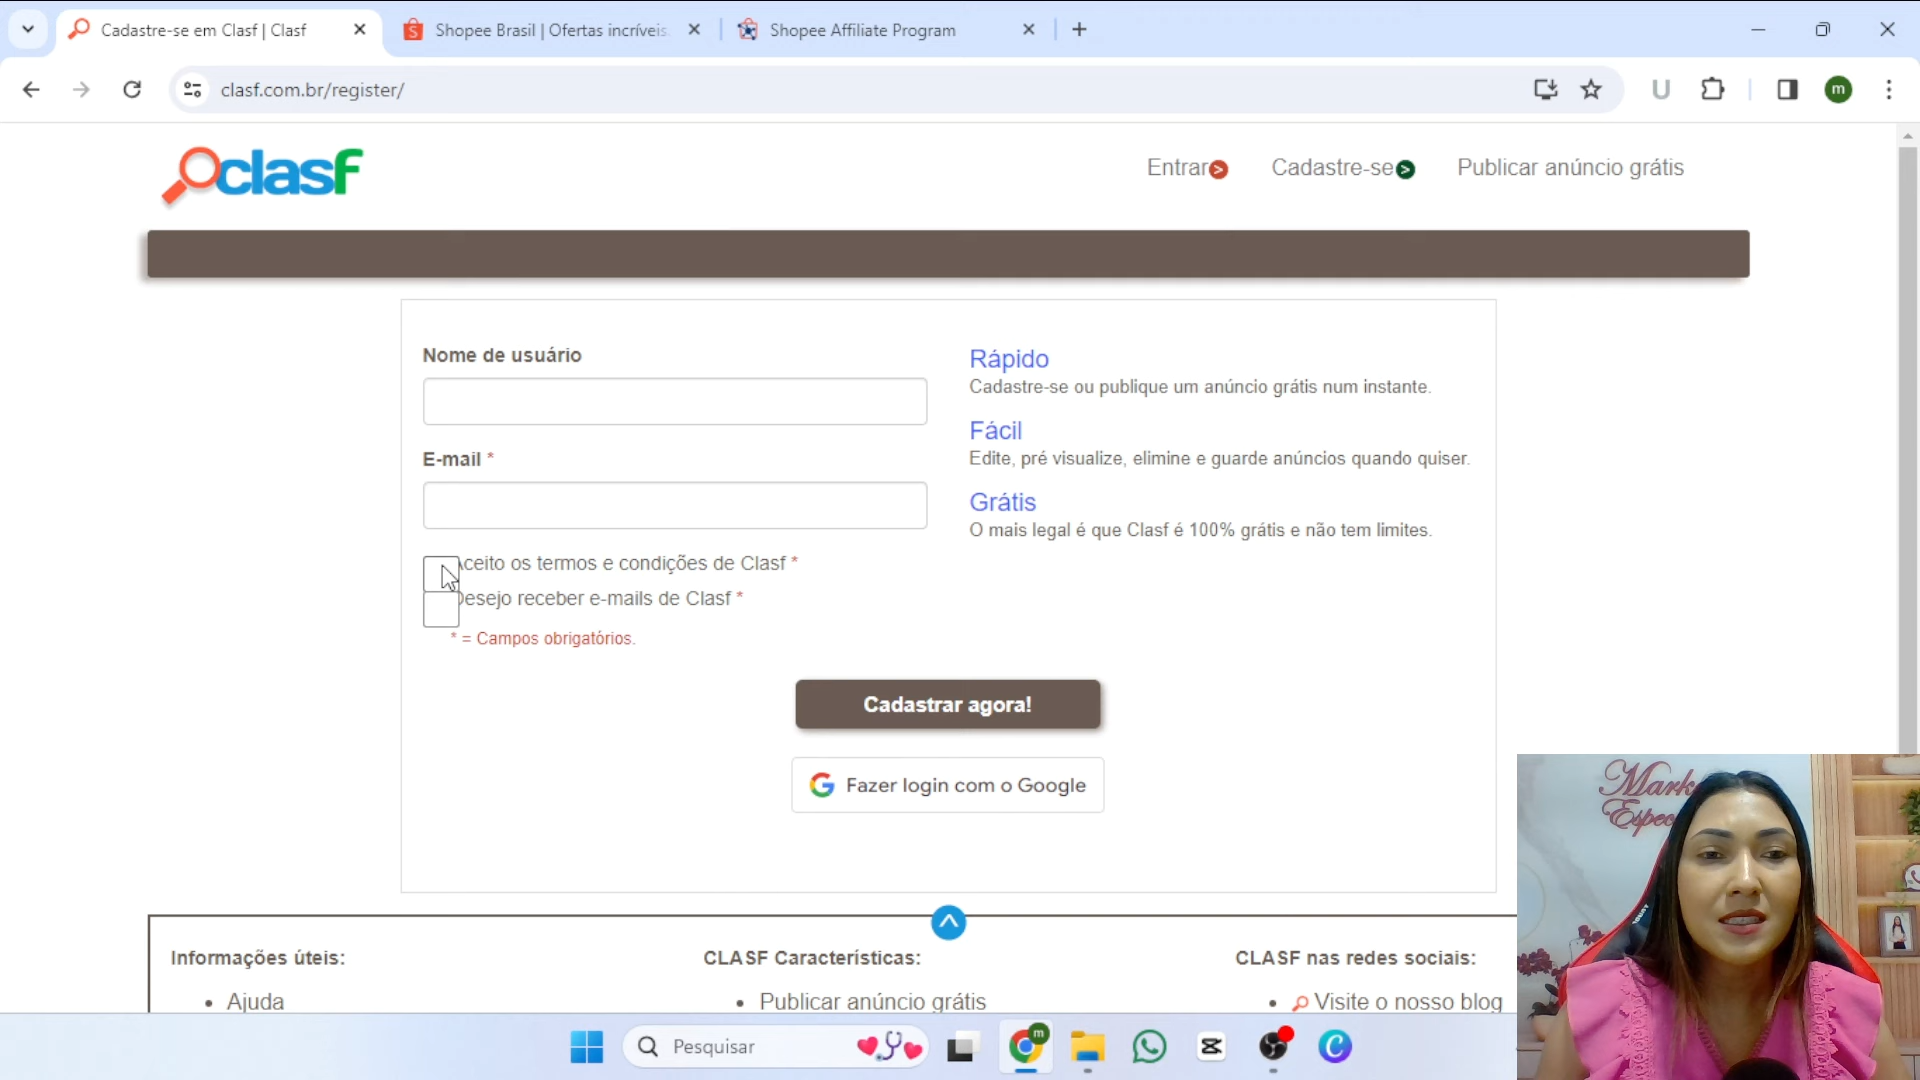 Cadastre-se em Clasf | Clasf
Shopee Brasil | Ofertas incríveis.
Shopee Affiliate Program
clasf.com.br/register/
U
m
clasf
Entrar
Cadastre-se
Publicar anúncio grátis
Nome de usuário
Rápido
Cadastre-se ou publique um anúncio grátis num instante.
E-mail *
Fácil
Edite, pré visualize, elimine e guarde anúncios quando quiser.
Grátis
O mais legal é que Clasf é 100% grátis e não tem limites.
ceito os termos e condições de Clasf *
esejo receber e-mails de Clasf *
* = Campos obrigatórios.
Cadastrar agora!
Fazer login com o Google
Informações úteis:
CLASF Características:
CLASF nas redes sociais:
• Ajuda
• Publicar anúncio grátis
• Visite o nosso blog
Pesquisar
m
Mark
Espec